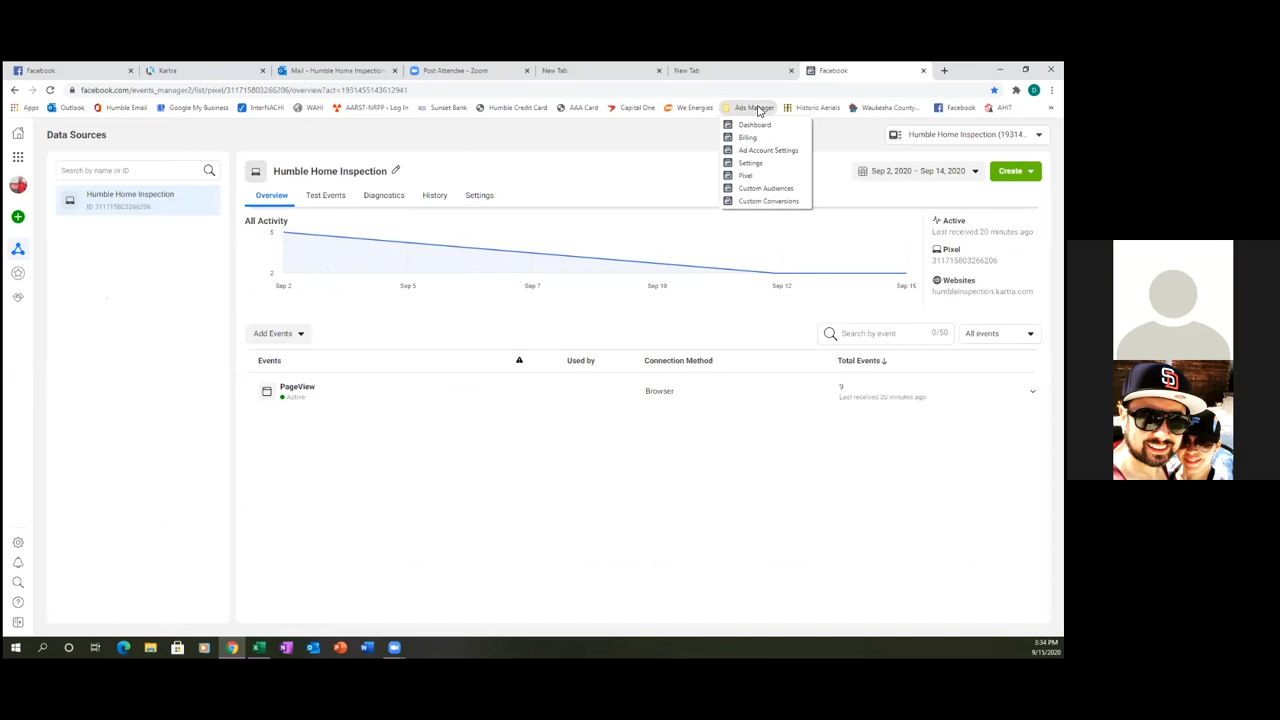 Facebook
Kartra
Mail - Humble Home Inspection
Post Attendee - Zoom
New Tab
New Tab
Facebook
facebook.com/events_manager2/list/pixel/311715803266206/overview?act=1931455143612941
Apps
Outlook
Humble Email
Google My Business
InterNACHI
WAHI
AARST-NRPP - Log In
Sunset Bank
Humble Credit Card
AAA Card
Capital One
We Energies
Ads Manager
Historic Aerials
Waukesha County...
Facebook
AHIT
Data Sources
Humble Home Inspection (19314...
Dashboard
Billing
Ad Account Settings
Settings
Pixel
Custom Audiences
Custom Conversions
Search by name or ID
Humble Home Inspection
ID 311715803266206
Humble Home Inspection
Sep 2, 2020 – Sep 14, 2020
Create
Overview
Test Events
Diagnostics
History
Settings
All Activity
5
2
Sep 2
Sep 5
Sep 7
Sep 19
Sep 12
Sep 15
Active
Last received 20 minutes ago
Pixel
311715803266206
Websites
humbleinspection.kartra.com
Add Events
Search by event
0/50
All events
Events
Used by
Connection Method
Total Events
PageView
Active
Browser
9
Last received 20 minutes ago
3:34 PM
9/15/2020